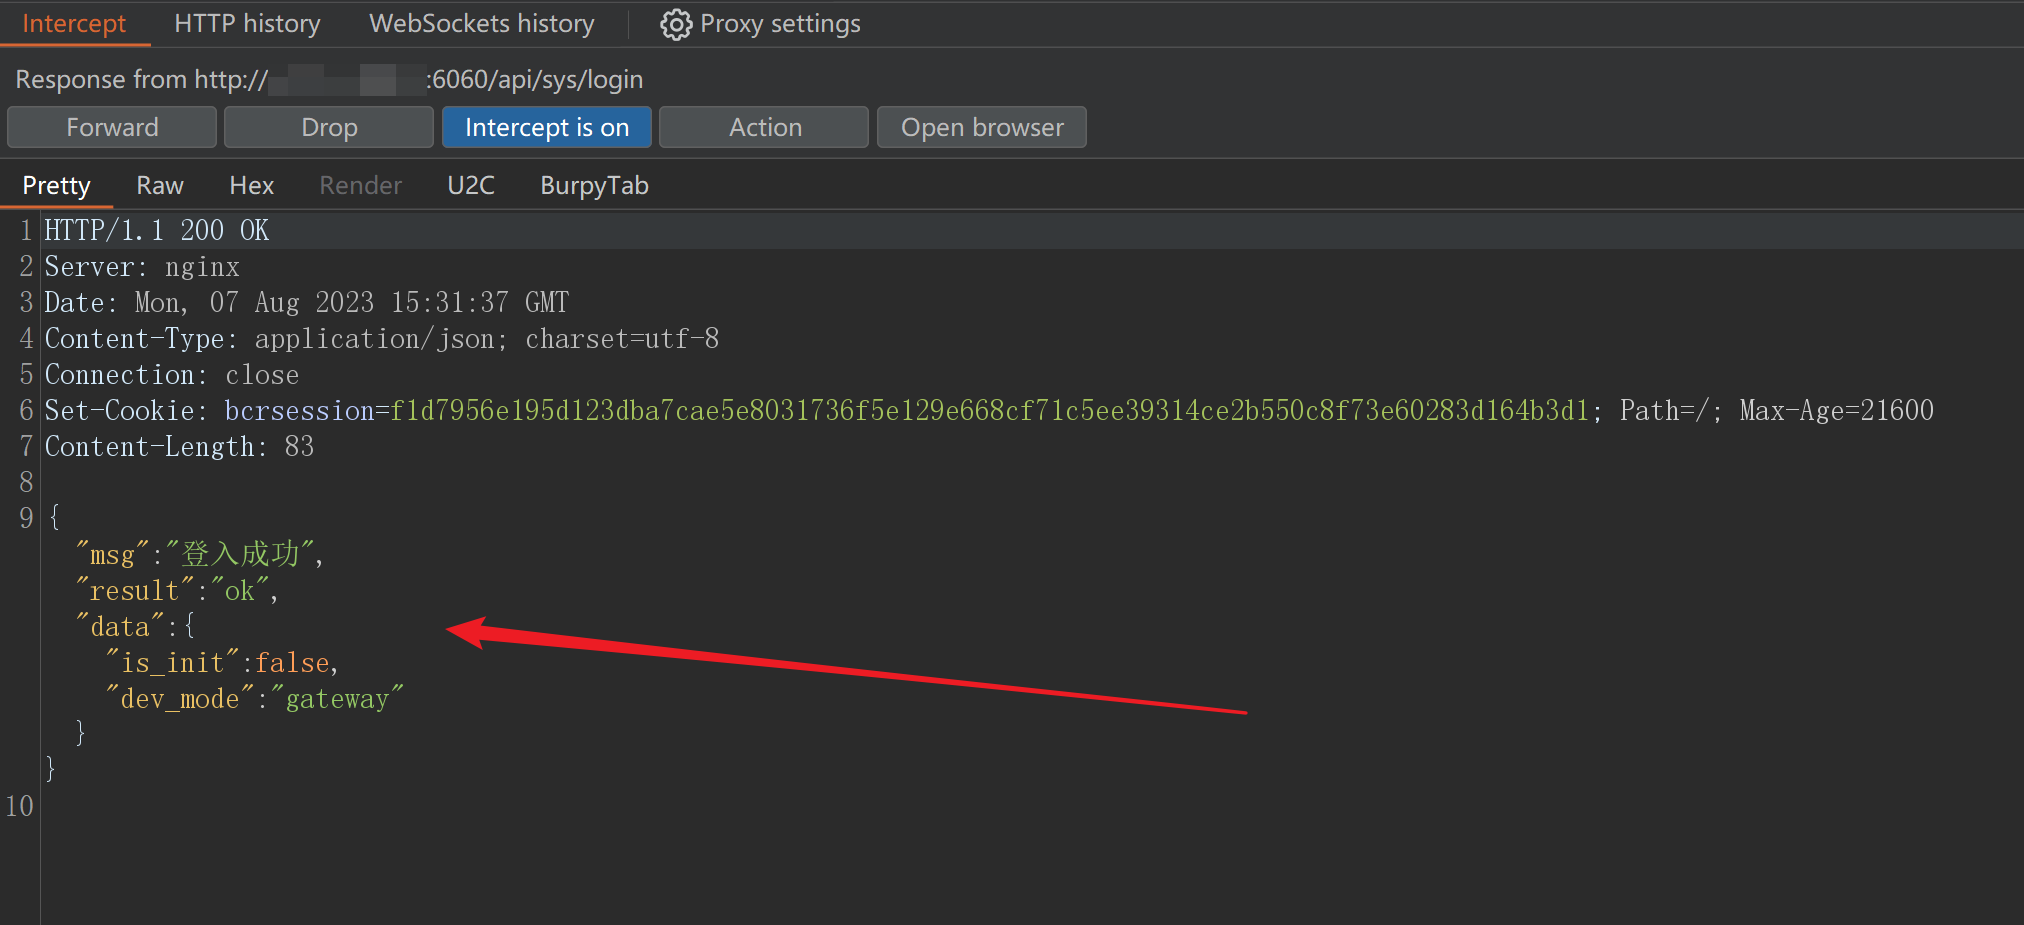 Intercept HTTP history WebSockets history Proxy settings
Response from http:// :6060/api/sys/login
Forward Drop Intercept is on Action Open browser
Pretty Raw Hex Render U2C BurpyTab
1 HTTP/1.1 200 OK
2 Server: nginx
3 Date: Mon, 07 Aug 2023 15:31:37 GMT
4 Content-Type: application/json; charset=utf-8
5 Connection: close
6 Set-Cookie: bcrsession=f1d7956e195d123dba7cae5e8031736f5e129e668cf71c5ee39314ce2b550c8f73e60283d164b3d1; Path=/; Max-Age=21600
7 Content-Length: 83
8
9 {
"msg":"登入成功",
"result":"ok",
"data":{
"is_init":false,
"dev_mode":"gateway"
}
}
10